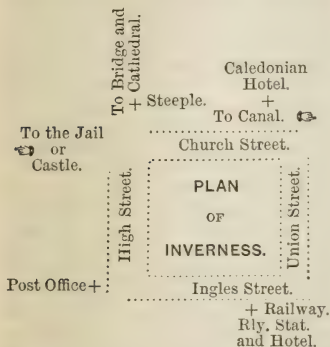 To Bridge and
Cathedral.
+ Steeple.
Caledonian
Hotel.
+
To Canal.
To the Jail
or
Castle.
Church Street.
High Street.
PLAN
OF
INVERNESS.
Union Street.
Post Office +
Ingles Street.
+ Railway.
Rly. Stat.
and Hotel.